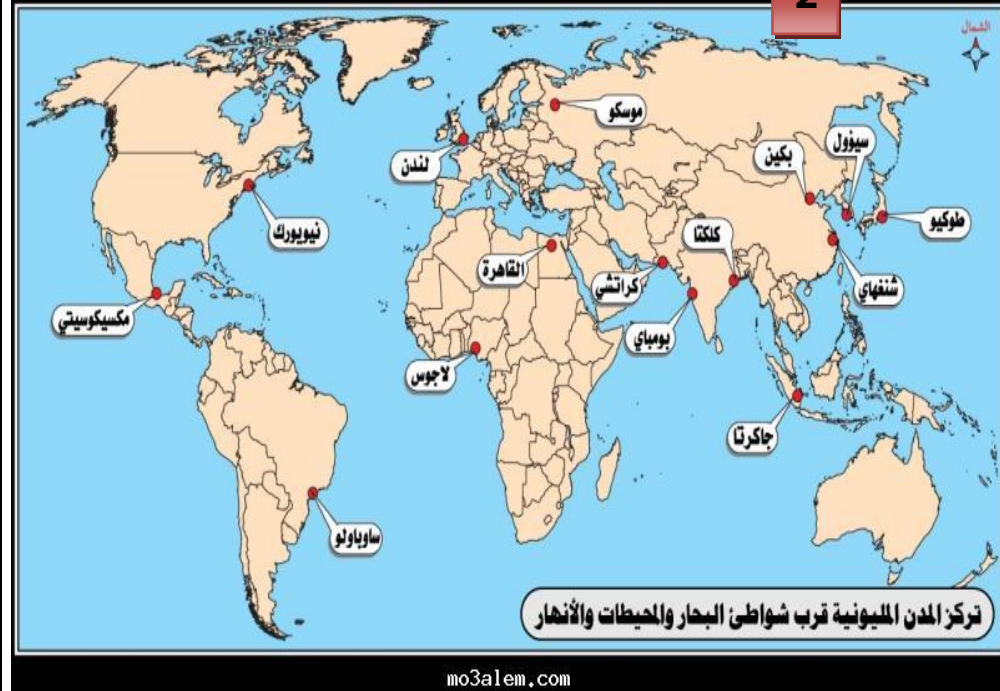 2
الشمال
موسكو
لندن
سيؤول
بكين
نيويورك
طوكيو
كلكتا
القاهرة
كراتشي
شنغهاي
مكسيكوسيتي
بومباي
لاجوس
جاكرتا
ساوباولو
تركز المدن المليونية قرب شواطئ البحار والمحيطات والأنهار
mo3alem.com